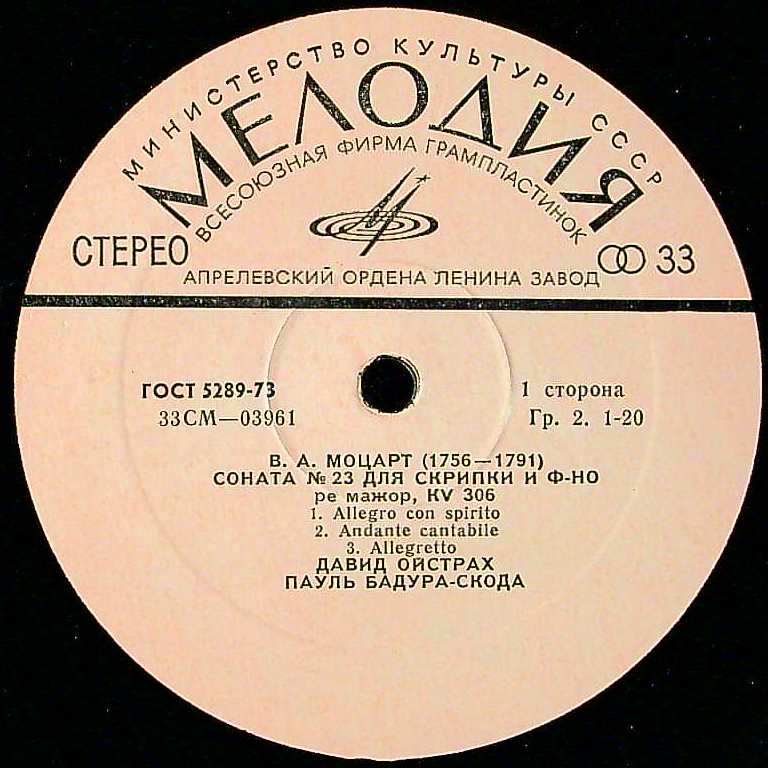 МИНИСТЕРСТВО КУЛЬТУРЫ СССР
МЕЛОДИЯ
ВСЕСОЮЗНАЯ ФИРМА ГРАМПЛАСТИНОК
СТЕРЕО
33
АПРЕЛЕВСКИЙ ОРДЕНА ЛЕНИНА ЗАВОД
ГОСТ 5289-73
1 сторона
33СМ—03961
Гр. 2. 1-20
В. А. МОЦАРТ (1756—1791)
СОНАТА № 23 ДЛЯ СКРИПКИ И Ф-НО
ре мажор, KV 306
1. Allegro con spirito
2. Andante cantabile
3. Allegretto
ДАВИД ОЙСТРАХ
ПАУЛЬ БАДУРА-СКОДА